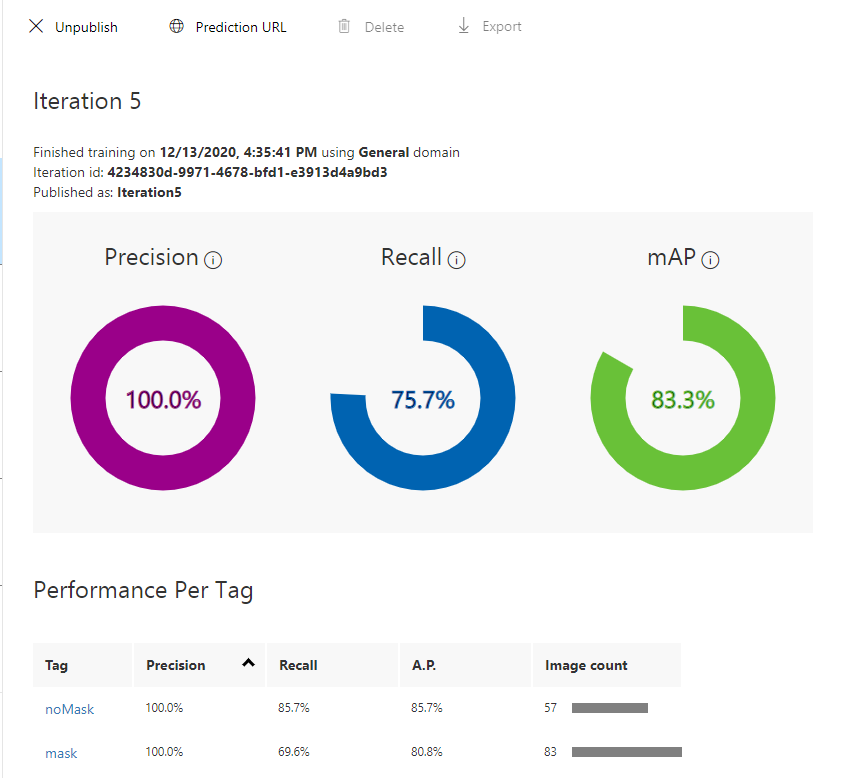 Unpublish Prediction URL Delete Export
Iteration 5
Finished training on 12/13/2020, 4:35:41 PM using General domain
Iteration id: 4234830d-9971-4678-bfd1-e3913d4a9bd3
Published as: Iteration5
Precision Recall mAP
100.0% 75.7% 83.3%
Performance Per Tag
Tag Precision Recall A.P. Image count
noMask 100.0% 85.7% 85.7% 57
mask 100.0% 69.6% 80.8% 83